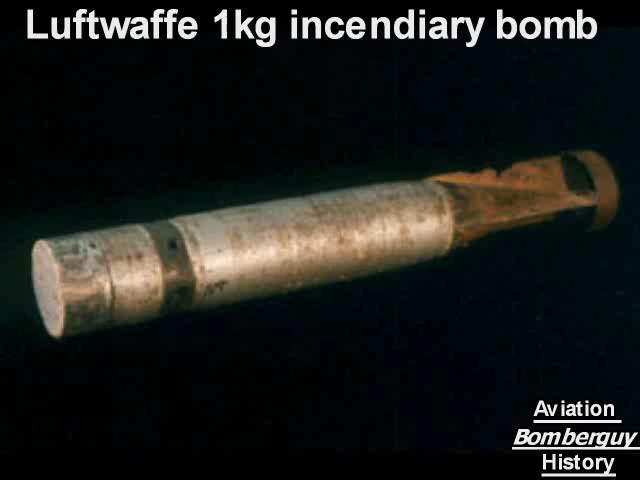 Luftwaffe 1kg incendiary bomb
Aviation
Bomberguy
History